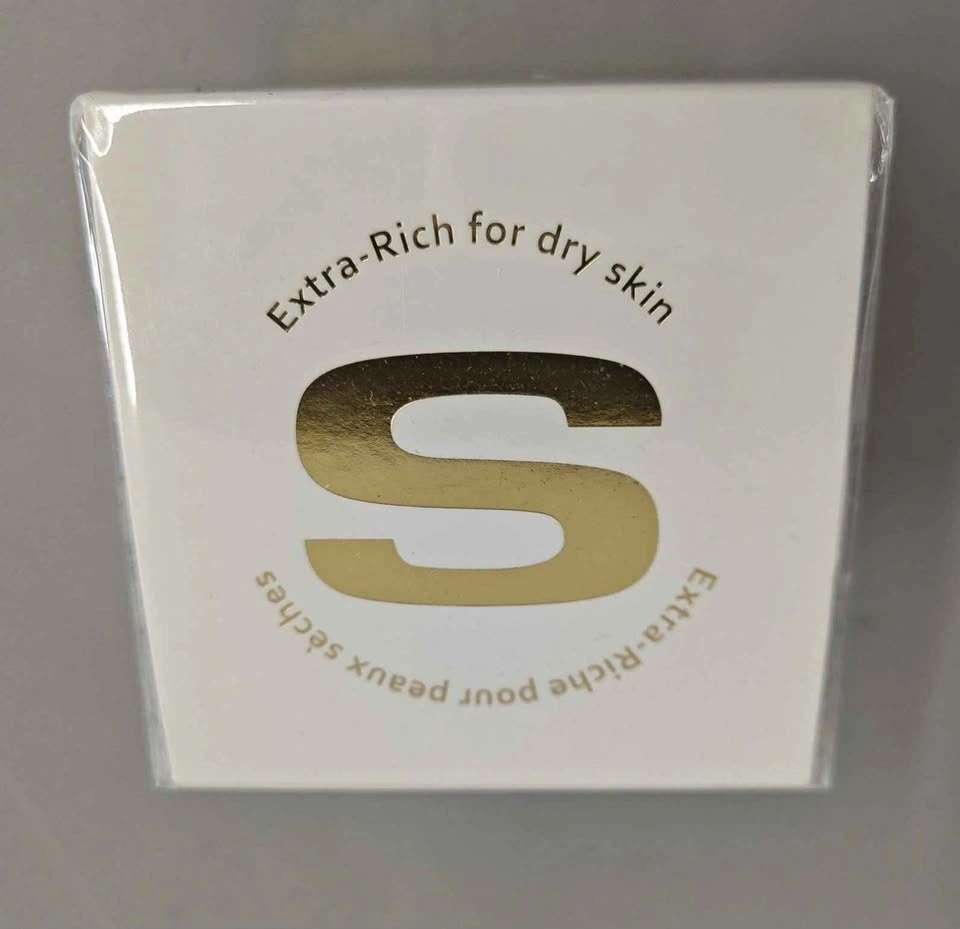 Extra-Rich for dry skin
S
Extra-Riche pour peaux sèches